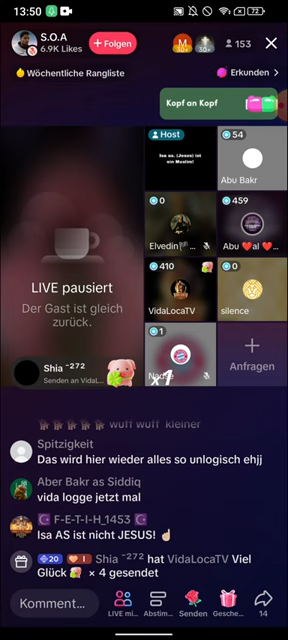 13:50
72
S.O.A
6.9K Likes
+ Folgen
M
10+
30+
153
Wöchentliche Rangliste
Erkunden >
Kopf an Kopf
Host
Isa as. (Jesus) ist
ein Muslim!
54
Abu Bakr
0
Elvedin
459
Abu ❤️al ❤️...
LIVE pausiert
Der Gast ist gleich
zurück.
410
VidaLocaTV
0
silence
1
x1
Anfragen
Shia ⁻²⁷²
Senden an VidaL...
wuff wuff kleiner
Spitzigkeit
Das wird hier wieder alles so unlogisch ehjj
Aber Bakr as Siddiq
vida logge jetzt mal
F-E-T-I-H_1453
Isa AS ist nicht JESUS! ☝🏻
20 1 Shia ⁻²⁷² hat VidaLocaTV Viel
Glück × 4 gesendet
Komment...
LIVE mi...
Abstim...
Senden
Gesche...
14